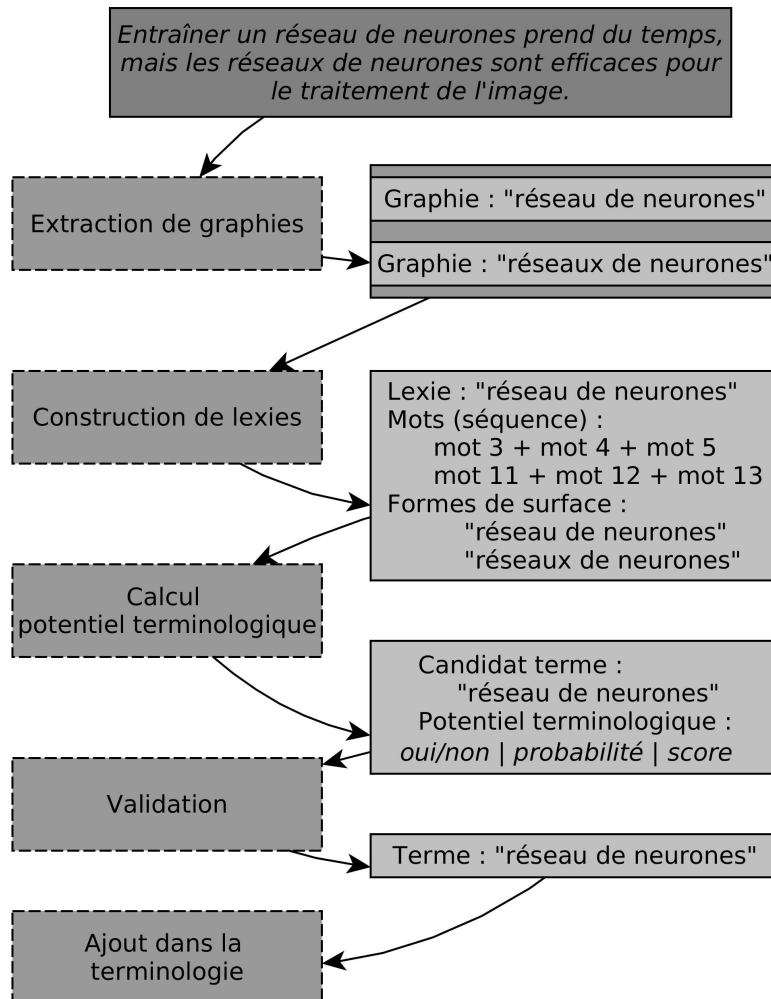 Entraîner un réseau de neurones prend du temps,
mais les réseaux de neurones sont efficaces pour
le traitement de l'image.
Extraction de graphies
Graphie : "réseau de neurones"
Graphie : "réseaux de neurones"
Construction de lexies
Lexie : "réseau de neurones"
Mots (séquence) :
mot 3 + mot 4 + mot 5
mot 11 + mot 12 + mot 13
Formes de surface :
"réseau de neurones"
"réseaux de neurones"
Calcul
potentiel terminologique
Candidat terme :
"réseau de neurones"
Potentiel terminologique :
oui/non | probabilité | score
Validation
Terme : "réseau de neurones"
Ajout dans la
terminologie